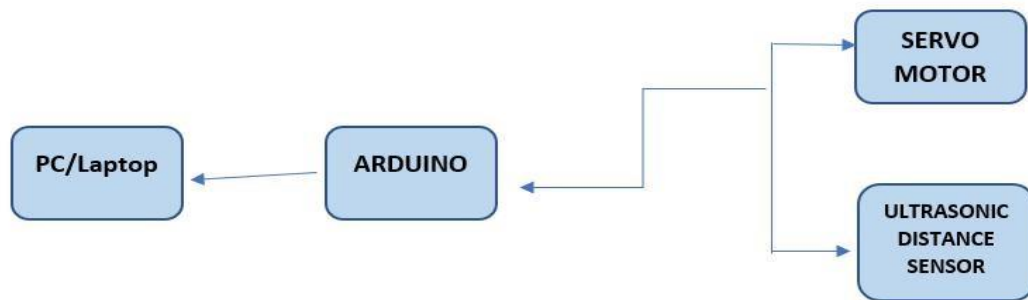 PC/Laptop
ARDUINO
SERVO
MOTOR
ULTRASONIC
DISTANCE
SENSOR